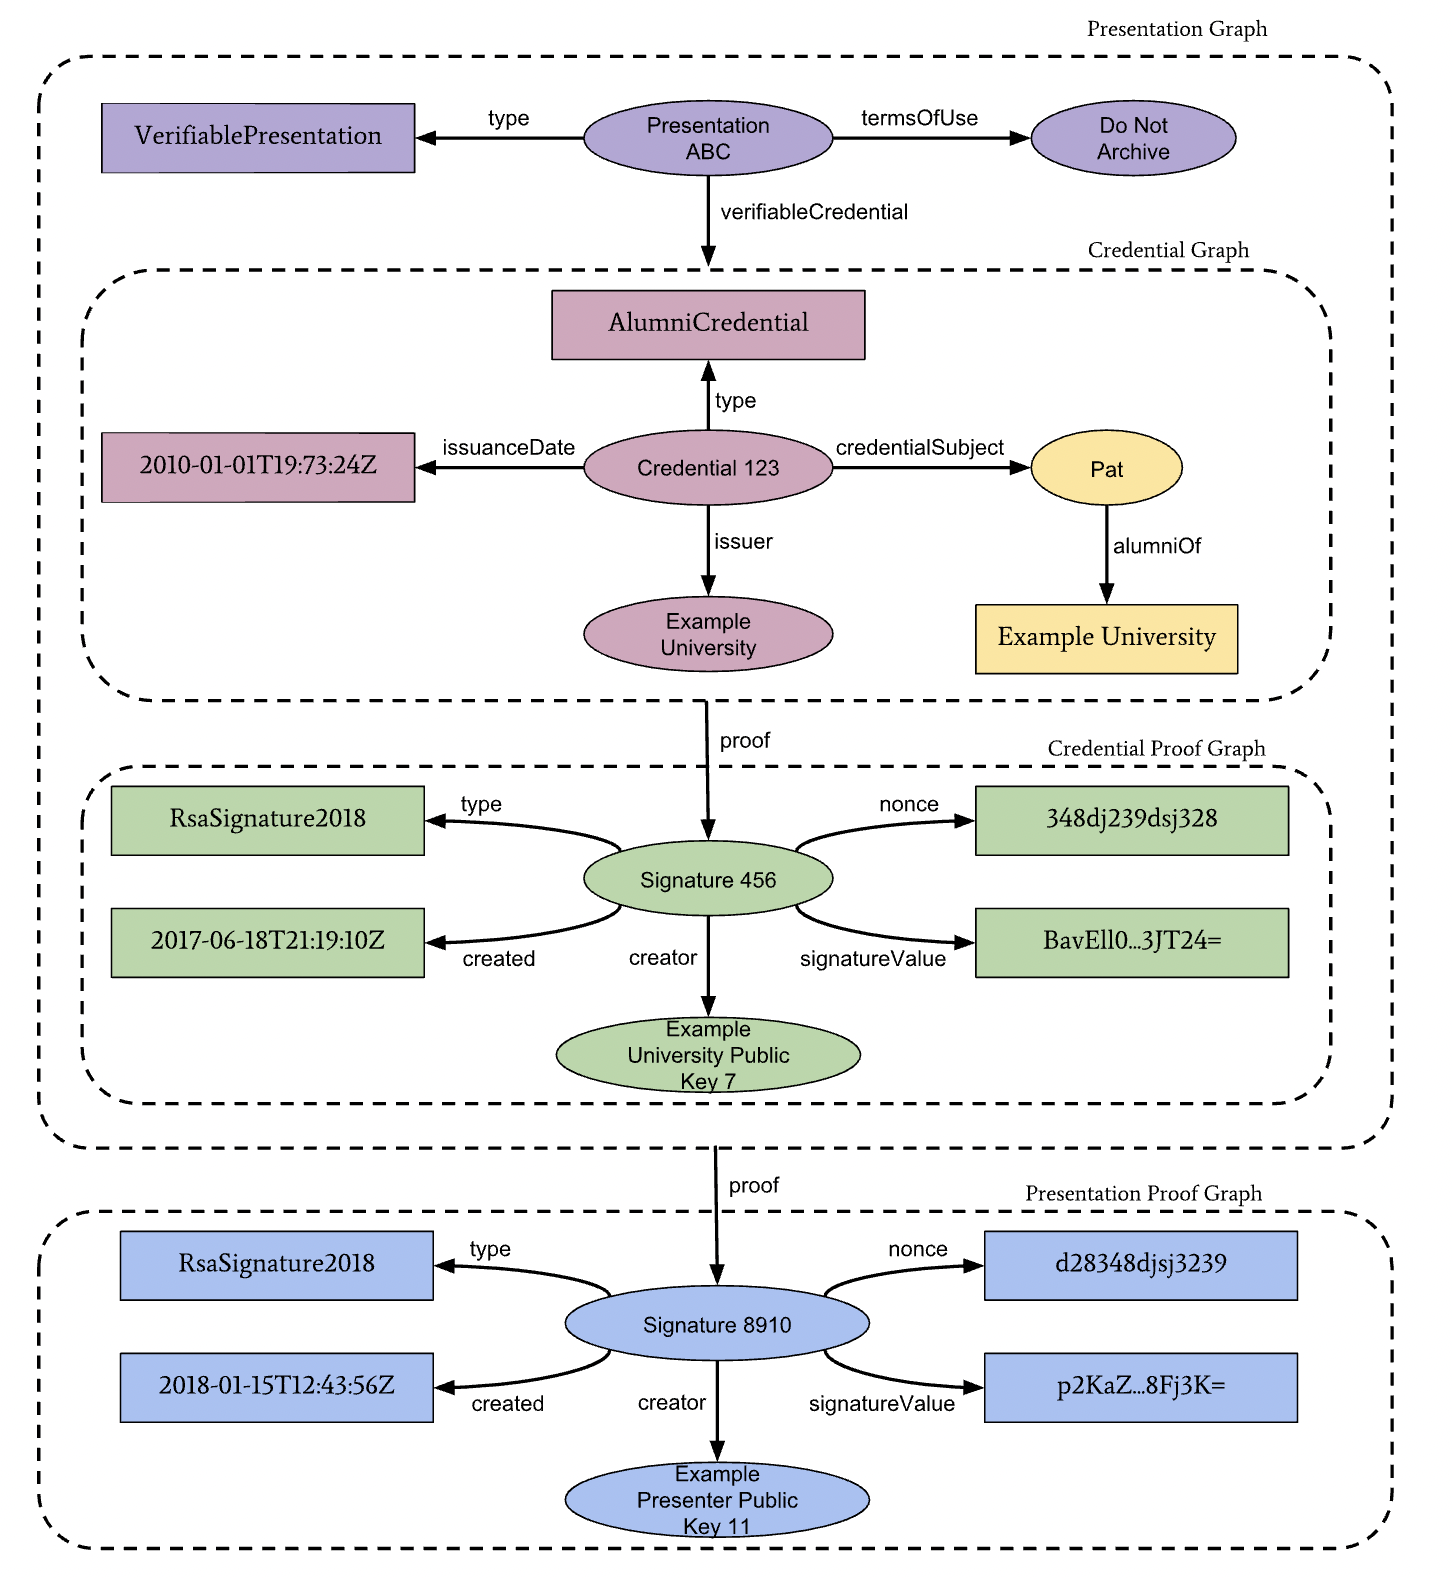 Presentation Graph
VerifiablePresentation
type
Presentation
ABC
termsOfUse
Do Not
Archive
verifiableCredential
Credential Graph
AlumniCredential
type
2010-01-01T19:73:24Z
issuanceDate
Credential 123
credentialSubject
Pat
issuer
alumniOf
Example
University
Example University
proof
Credential Proof Graph
RsaSignature2018
type
nonce
348dj239dsj328
Signature 456
2017-06-18T21:19:10Z
created
creator
signatureValue
BavEll0...3JT24=
Example
University Public
Key 7
proof
Presentation Proof Graph
RsaSignature2018
type
nonce
d28348djsj3239
Signature 8910
2018-01-15T12:43:56Z
created
creator
signatureValue
p2KaZ...8Fj3K=
Example
Presenter Public
Key 11